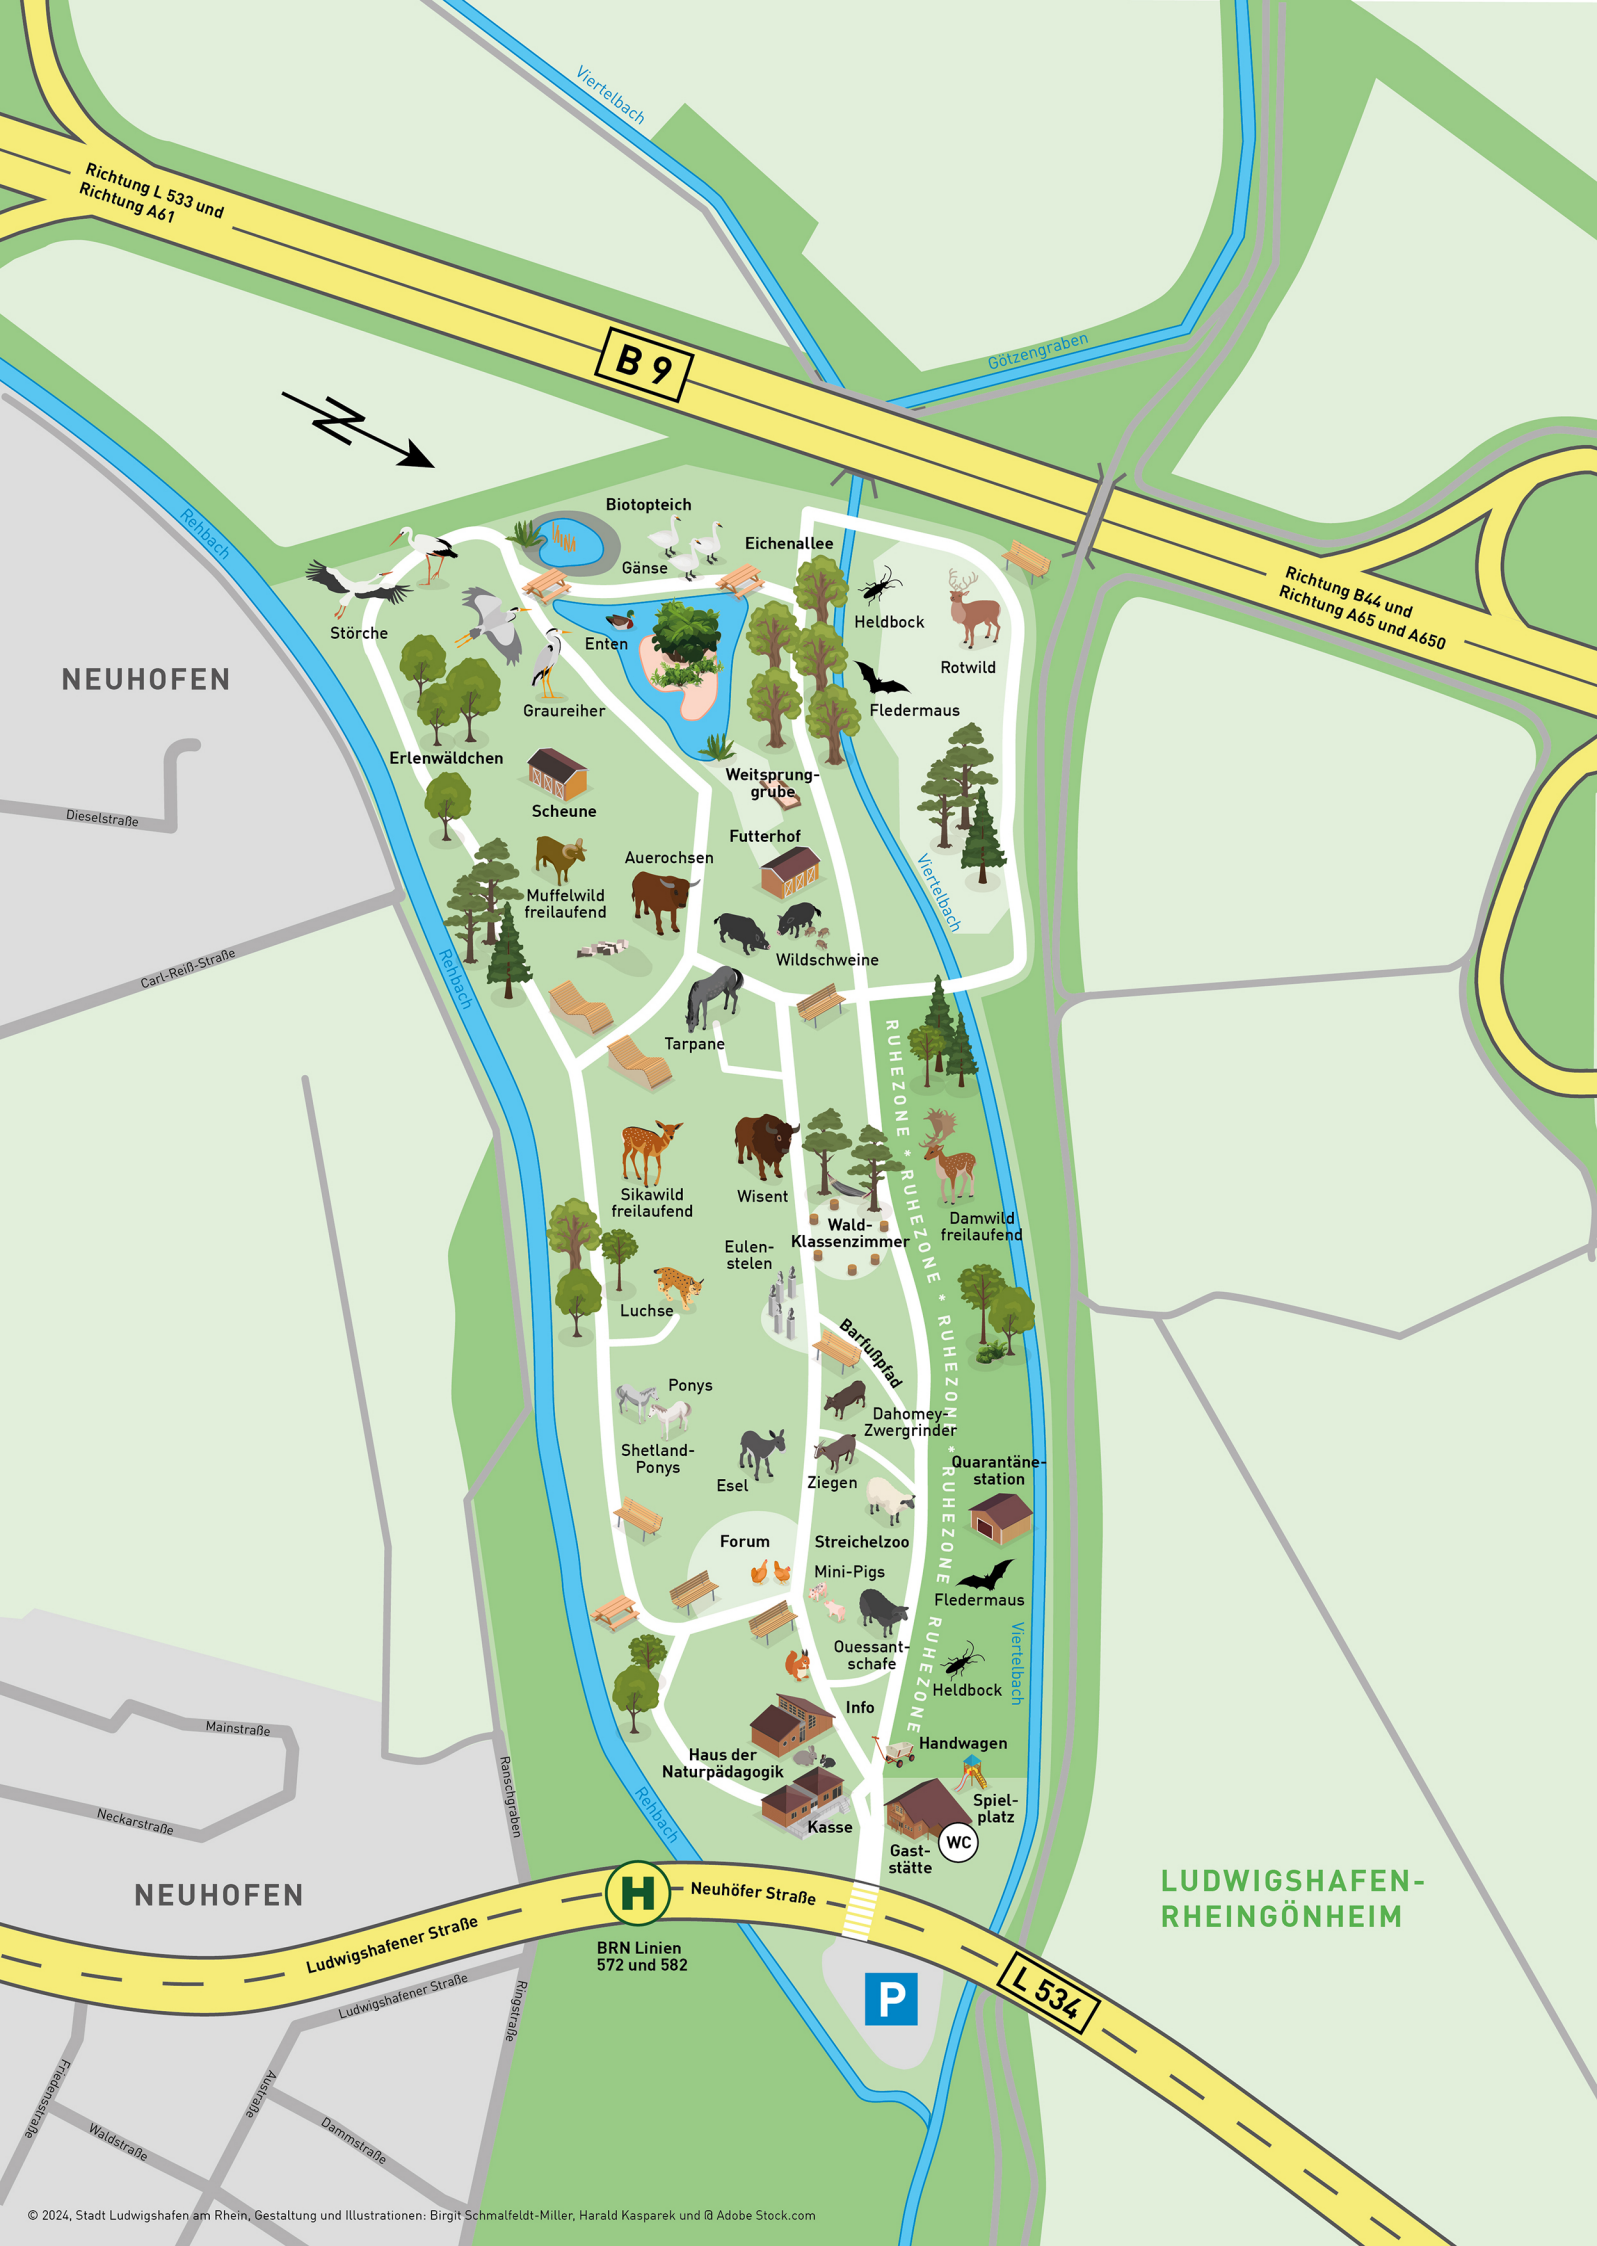 Viertelbach
Richtung L 533 und
Richtung A61
B 9
Götzengraben
N
Rehbach
Biotopteich
Gänse
Eichenallee
Störche
Enten
Graureiher
Heldbock
Rotwild
Fledermaus
Richtung B44 und
Richtung A65 und A650
NEUHOFEN
Erlenwäldchen
Scheune
Weitsprung-
grube
Futterhof
Dieselstraße
Muffelwild
freilaufend
Auerochsen
Wildschweine
Viertelbach
Carl-Reiß-Straße
Rehbach
Tarpane
RUHEZONE * RUHEZONE * RUHEZONE * RUHEZONE RUHEZONE
Sikawild
freilaufend
Wisent
Wald-
Klassenzimmer
Damwild
freilaufend
Eulen-
stelen
Luchse
Barfußpfad
Ponys
Shetland-
Ponys
Esel
Dahomey-
Zwergrinder
Ziegen
Quarantäne-
station
Forum
Streichelzoo
Mini-Pigs
Fledermaus
Ouessant-
schafe
Heldbock
Viertelbach
Info
Handwagen
Haus der
Naturpädagogik
Kasse
Spiel-
platz
Gast-
stätte
WC
Mainstraße
Neckarstraße
Ranschgraben
Rehbach
NEUHOFEN
LUDWIGSHAFEN-
RHEINGÖNHEIM
H
Neuhöfer Straße
Ludwigshafener Straße
BRN Linien
572 und 582
P
L 534
Ludwigshafener Straße
Ringstraße
Friedensstraße
Waldstraße
Austraße
Dammstraße
© 2024, Stadt Ludwigshafen am Rhein, Gestaltung und Illustrationen: Birgit Schmalfeldt-Miller, Harald Kasparek und @ Adobe Stock.com